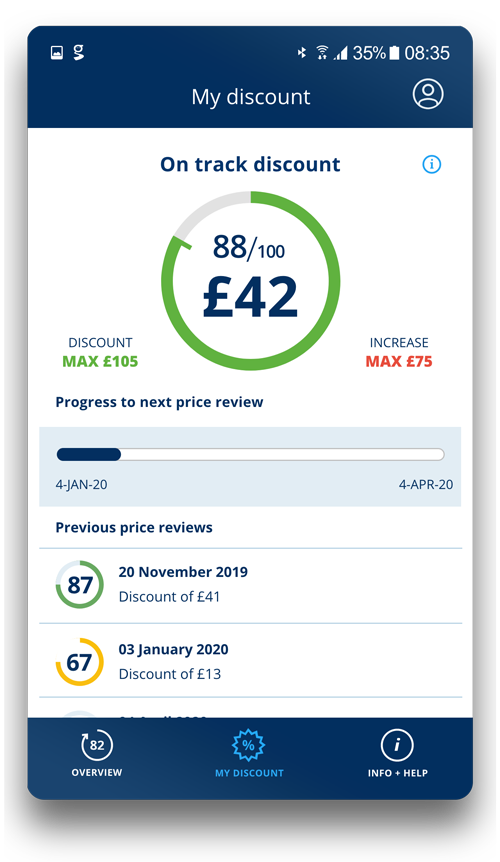 35% 08:35
My discount
On track discount
i
88/100
£42
DISCOUNT
MAX £105
INCREASE
MAX £75
Progress to next price review
4-JAN-20
4-APR-20
Previous price reviews
87
20 November 2019
Discount of £41
67
03 January 2020
Discount of £13
82
OVERVIEW
%
MY DISCOUNT
i
INFO + HELP